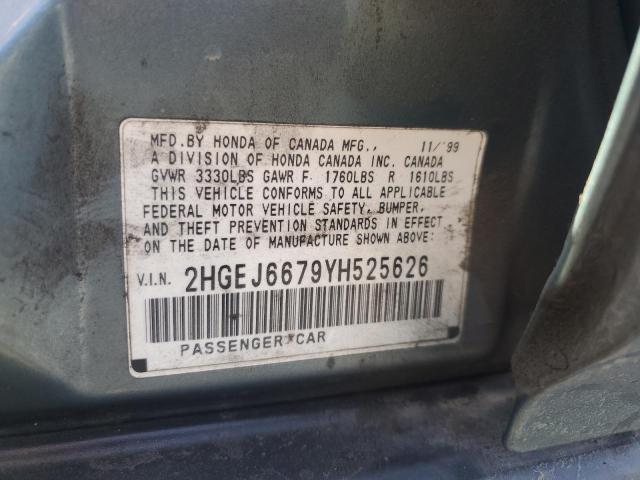 MFD.BY HONDA OF CANADA MFG., 11/'99
A DIVISION OF HONDA CANADA INC. CANADA
GVWR 3330LBS GAWR F. 1760LBS R 1610LBS
THIS VEHICLE CONFORMS TO ALL APPLICABLE
FEDERAL MOTOR VEHICLE SAFETY, BUMPER,
AND THEFT PREVENTION STANDARDS IN EFFECT
ON THE DATE OF MANUFACTURE SHOWN ABOVE:
V.I.N. 2HGEJ6679YH525626
PASSENGER CAR